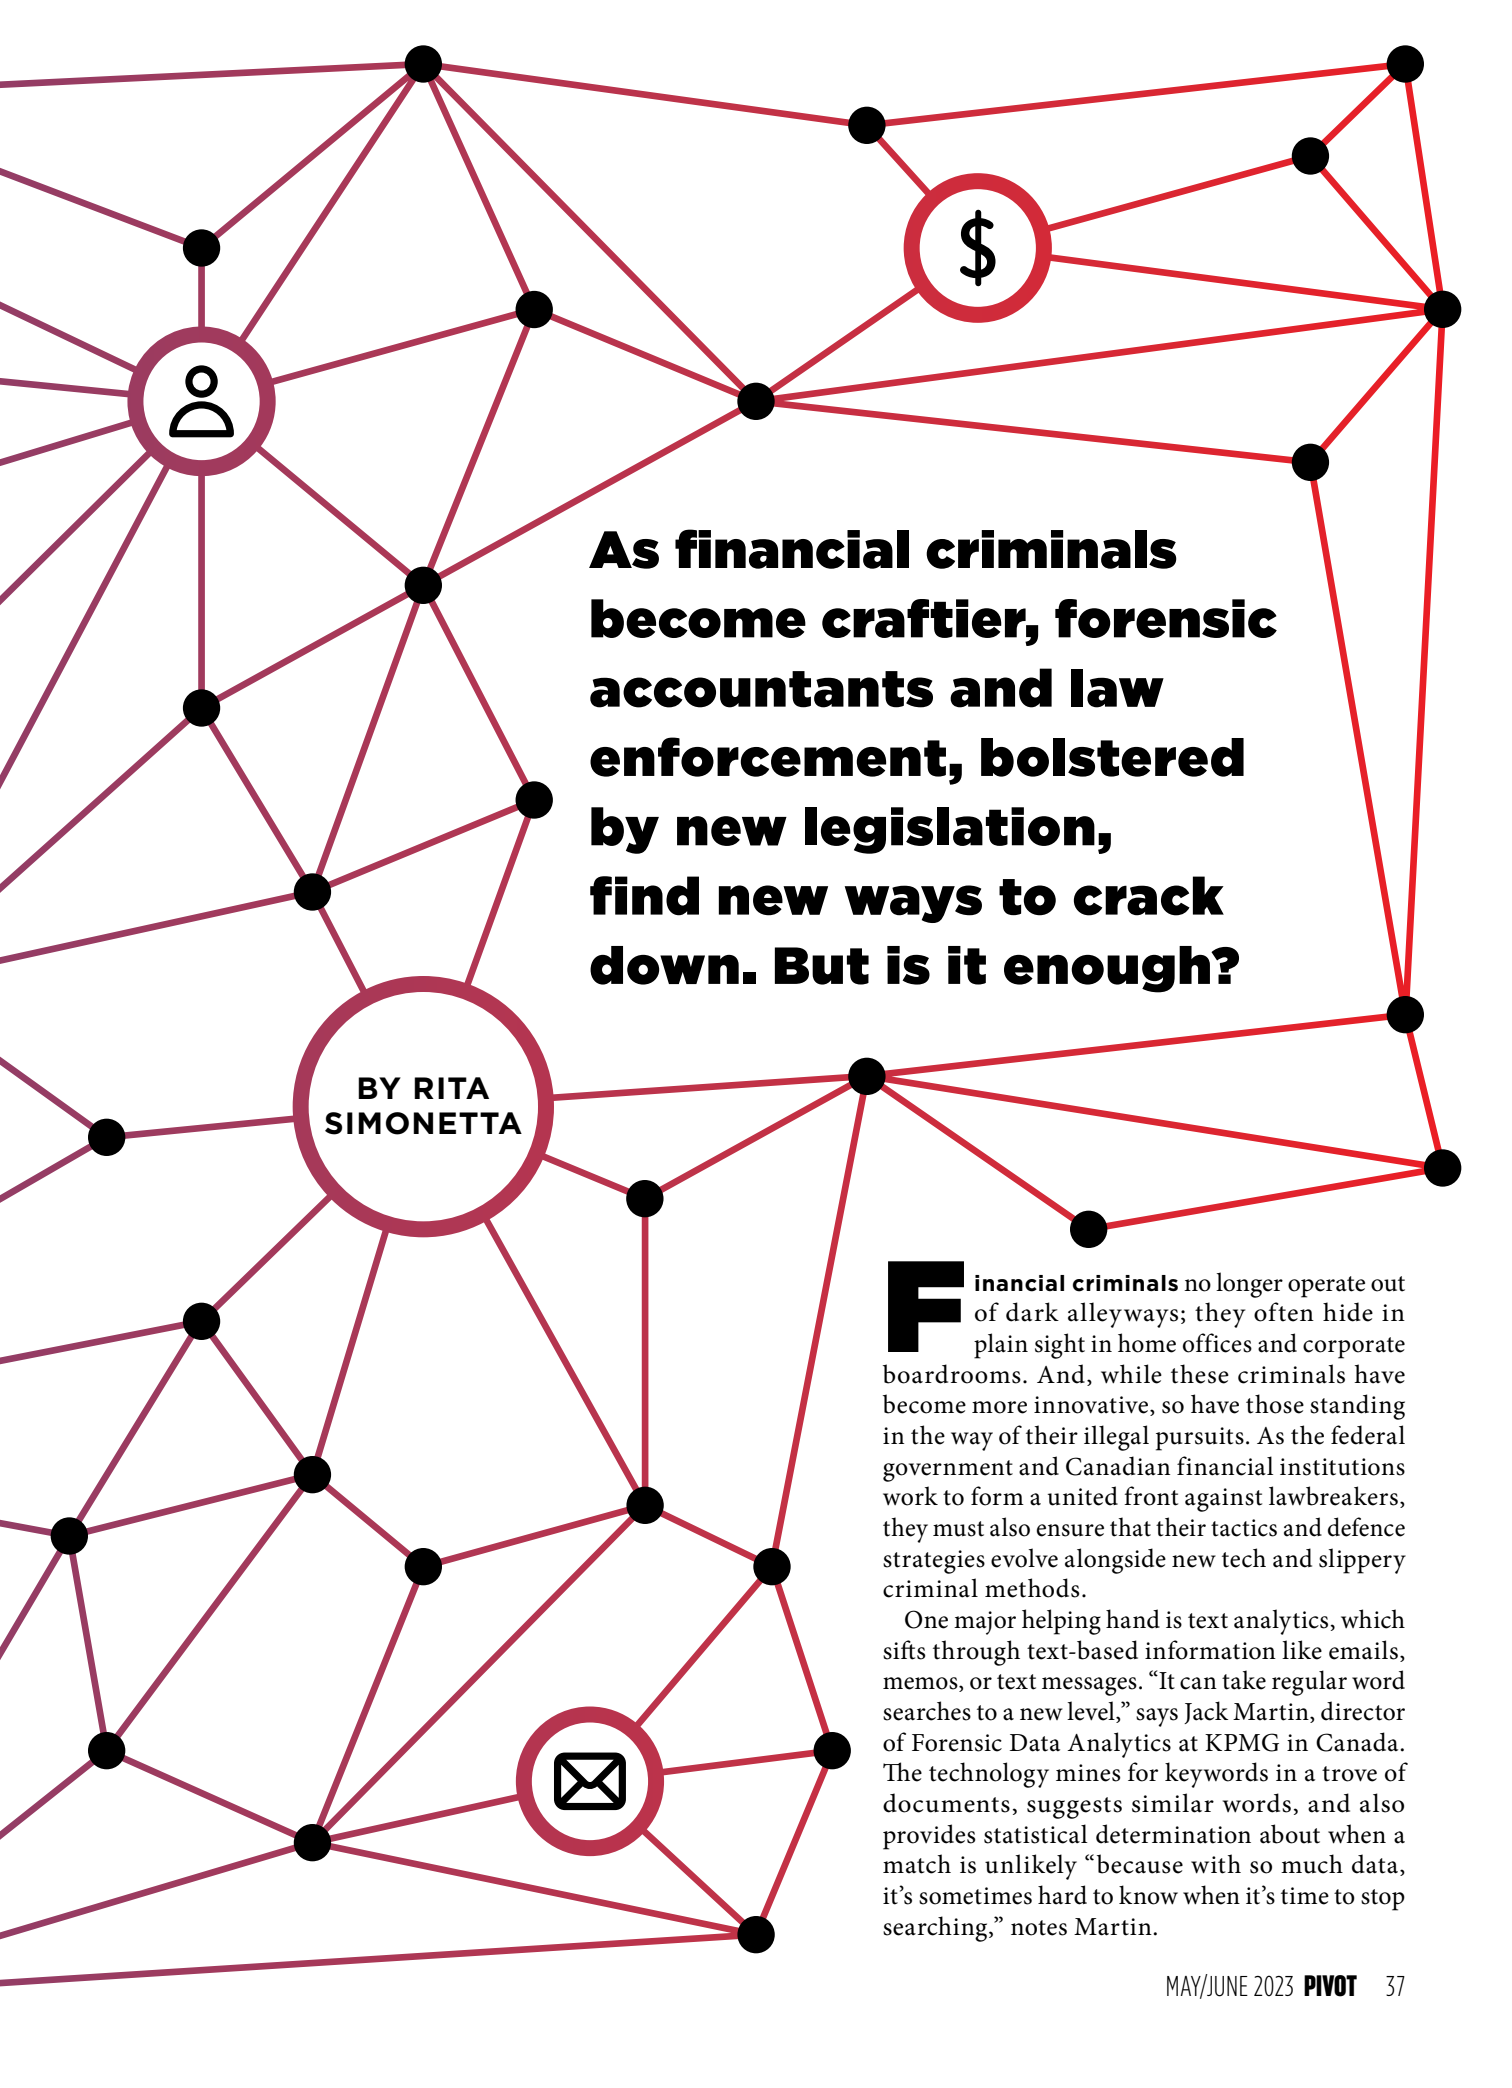 As financial criminals
become craftier, forensic
accountants and law
enforcement, bolstered
by new legislation,
find new ways to crack
down. But is it enough?
BY RITA
SIMONETTA
Financial criminals no longer operate out
of dark alleyways; they often hide in
plain sight in home offices and corporate
boardrooms. And, while these criminals have
become more innovative, so have those standing
in the way of their illegal pursuits. As the federal
government and Canadian financial institutions
work to form a united front against lawbreakers,
they must also ensure that their tactics and defence
strategies evolve alongside new tech and slippery
criminal methods.
One major helping hand is text analytics, which
sifts through text-based information like emails,
memos, or text messages. “It can take regular word
searches to a new level,” says Jack Martin, director
of Forensic Data Analytics at KPMG in Canada.
The technology mines for keywords in a trove of
documents, suggests similar words, and also
provides statistical determination about when a
match is unlikely “because with so much data,
it’s sometimes hard to know when it’s time to stop
searching,” notes Martin.
MAY/JUNE 2023 PIVOT 37
$